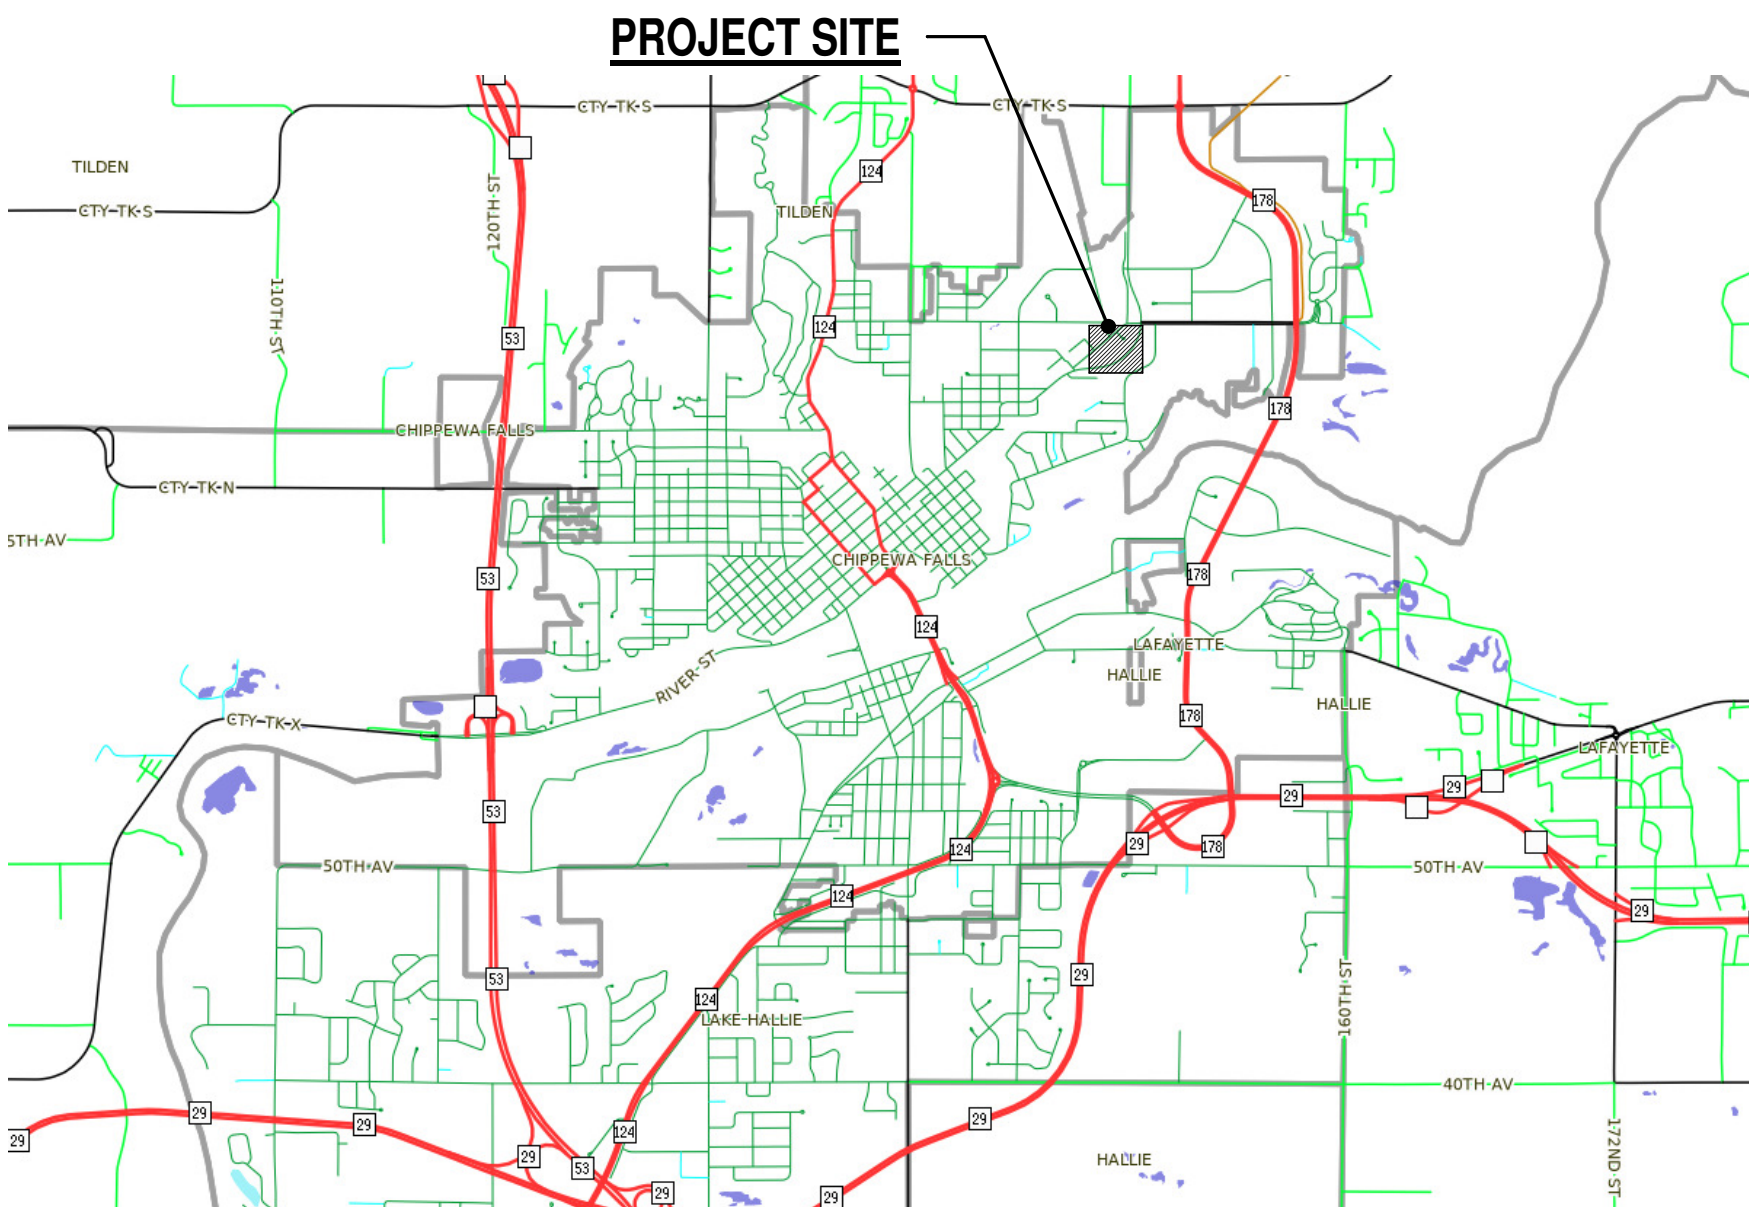 PROJECT SITE
CTY-TK-S
CTY-TK-S
TILDEN
124
178
CTY-TK-S
TILDEN
120TH-ST
110TH-ST
124
53
178
CHIPPEWA FALLS
CTY-TK-N
5TH-AV
CHIPPEWA FALLS
53
178
124
LAFAYETTE
HALLIE
RIVER-ST
HALLIE
178
CTY-TK-X
LAFAYETTE
29
29
53
29
178
124
50TH-AV
50TH-AV
124
29
29
53
160TH-ST
124
LAKE HALLIE
40TH-AV
29
29
29
124
29
29
53
HALLIE
172ND-ST
29
29